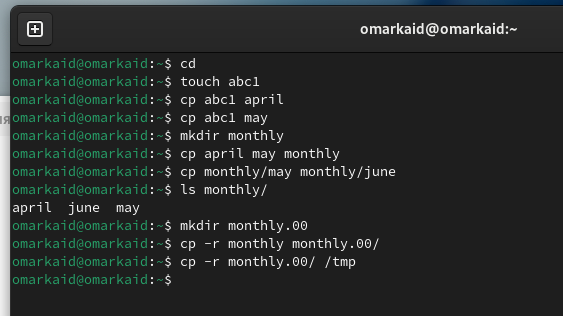 omarkaid@omarkaid:~
omarkaid@omarkaid:~$ cd
omarkaid@omarkaid:~$ touch abc1
omarkaid@omarkaid:~$ cp abc1 april
omarkaid@omarkaid:~$ cp abc1 may
omarkaid@omarkaid:~$ mkdir monthly
omarkaid@omarkaid:~$ cp april may monthly
omarkaid@omarkaid:~$ cp monthly/may monthly/june
omarkaid@omarkaid:~$ ls monthly/
april  june  may
omarkaid@omarkaid:~$ mkdir monthly.00
omarkaid@omarkaid:~$ cp -r monthly monthly.00/
omarkaid@omarkaid:~$ cp -r monthly.00/ /tmp
omarkaid@omarkaid:~$